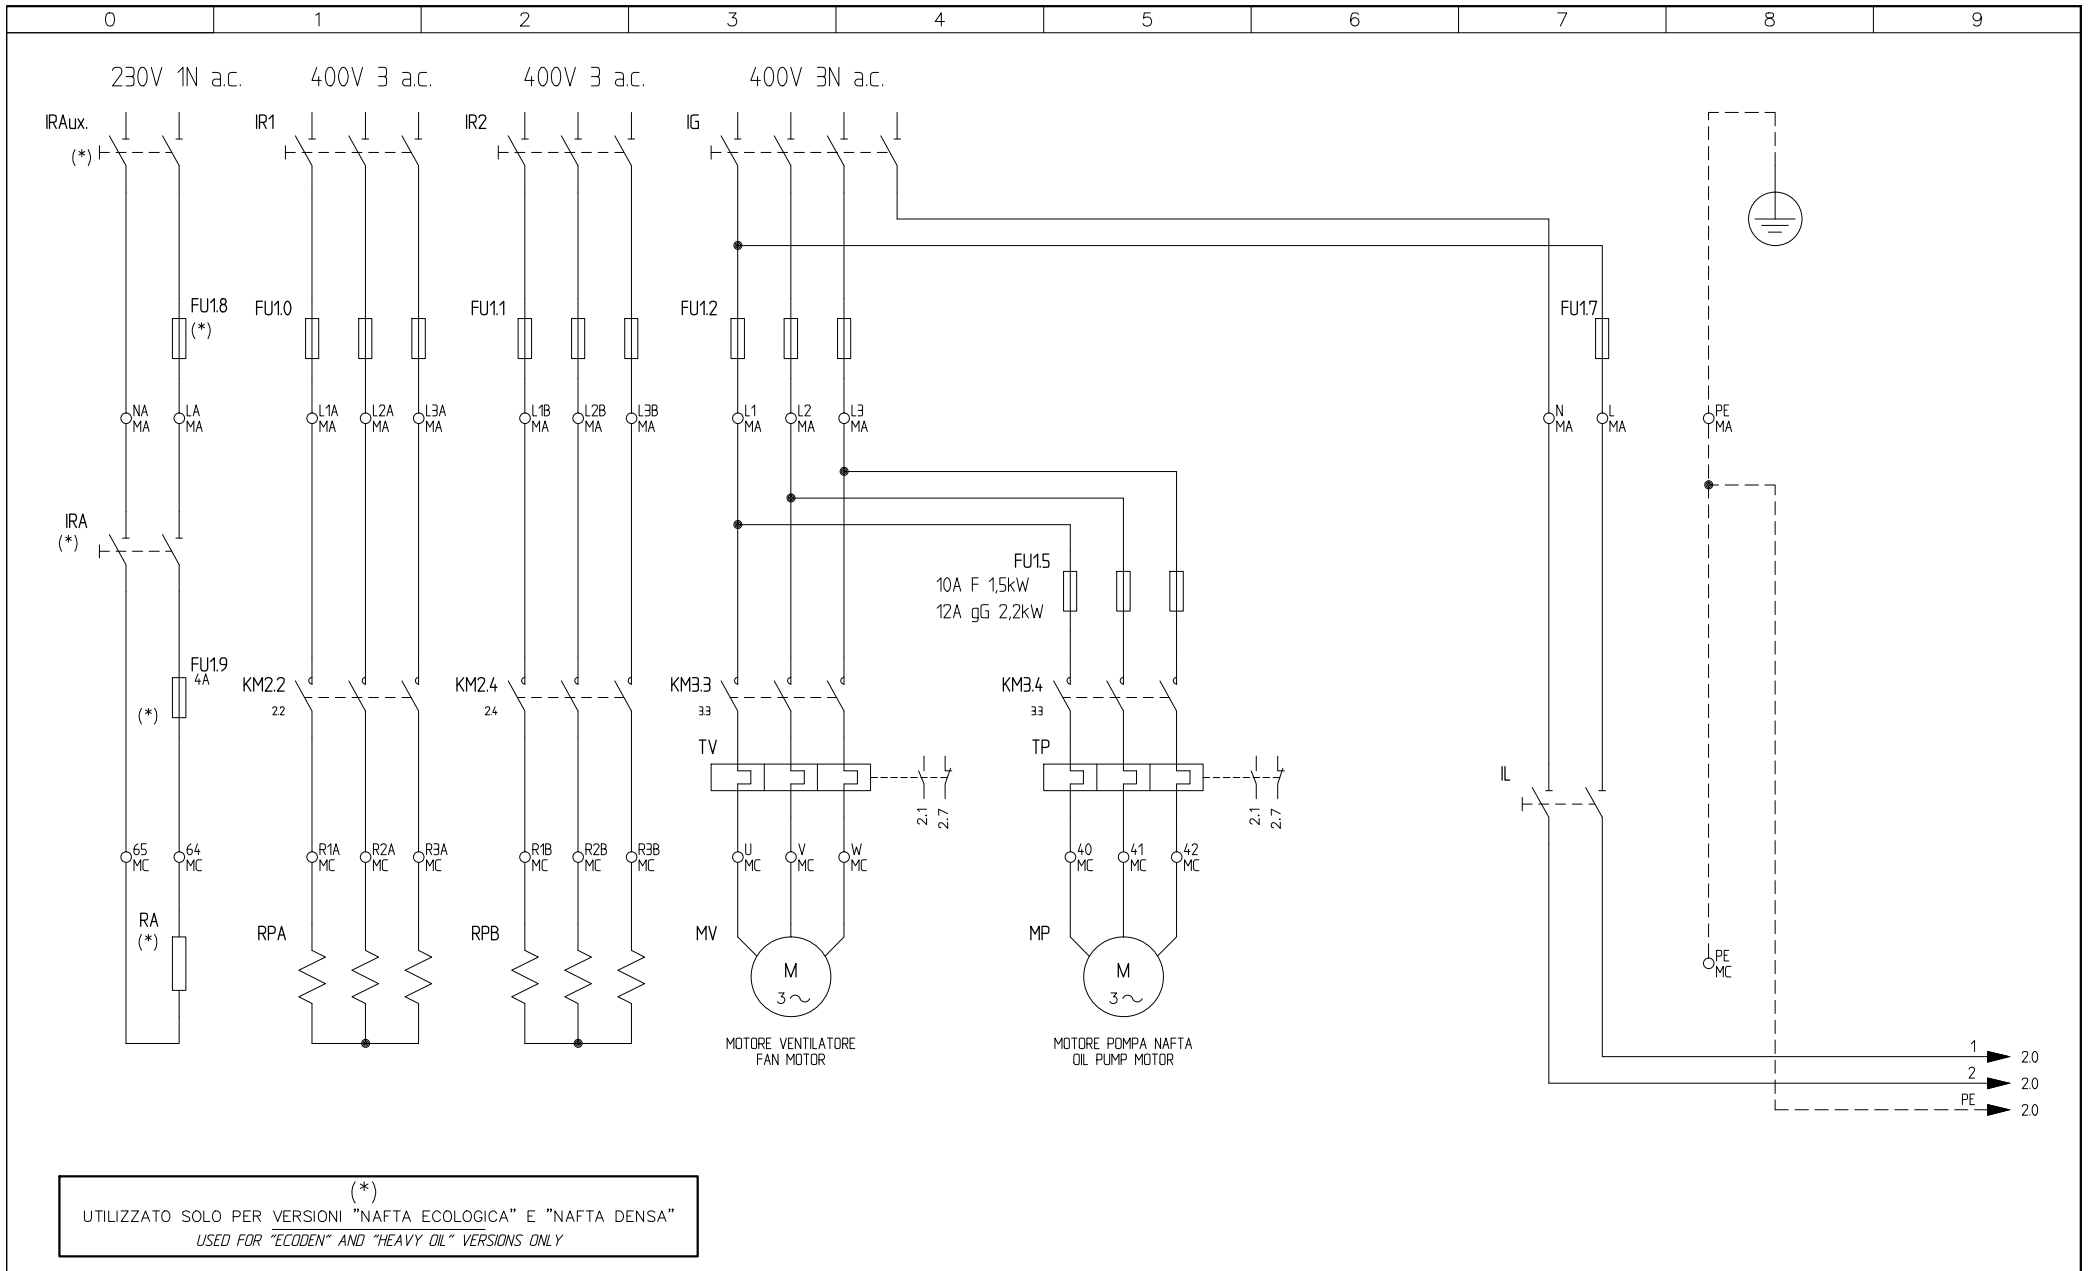 0 1 2 3 4 5 6 7 8 9
230V 1N a.c. 400V 3 a.c. 400V 3 a.c. 400V 3N a.c.
IRAux. IR1 IR2 IG
(*)
FU1.8 FU1.0 FU1.1 FU1.2 FU1.7
(*)
NA LA L1A L2A L3A L1B L2B L3B L1 L2 L3 N L PE
MA MA MA MA MA MA MA MA MA MA MA MA MA MA
IRA
(*)
FU1.5
10A F 1,5kW
12A gG 2,2kW
FU1.9
4A
(*)
KM2.2 KM2.4 KM3.3 KM3.4
2.2 2.4 3.3 3.3
TV TP IL
2.1 2.7 2.1 2.7
65 64 R1A R2A R3A R1B R2B R3B U V W 40 41 42
MC MC MC MC MC MC MC MC MC MC MC MC MC MC
RA RPA RPB MV MP
(*)
PE
MC
M M
3~ 3~
MOTORE VENTILATORE
FAN MOTOR
MOTORE POMPA NAFTA
OIL PUMP MOTOR
1 2.0
2 2.0
PE 2.0
(*)
UTILIZZATO SOLO PER VERSIONI "NAFTA ECOLOGICA" E "NAFTA DENSA"
USED FOR "ECODEN" AND "HEAVY OIL" VERSIONS ONLY